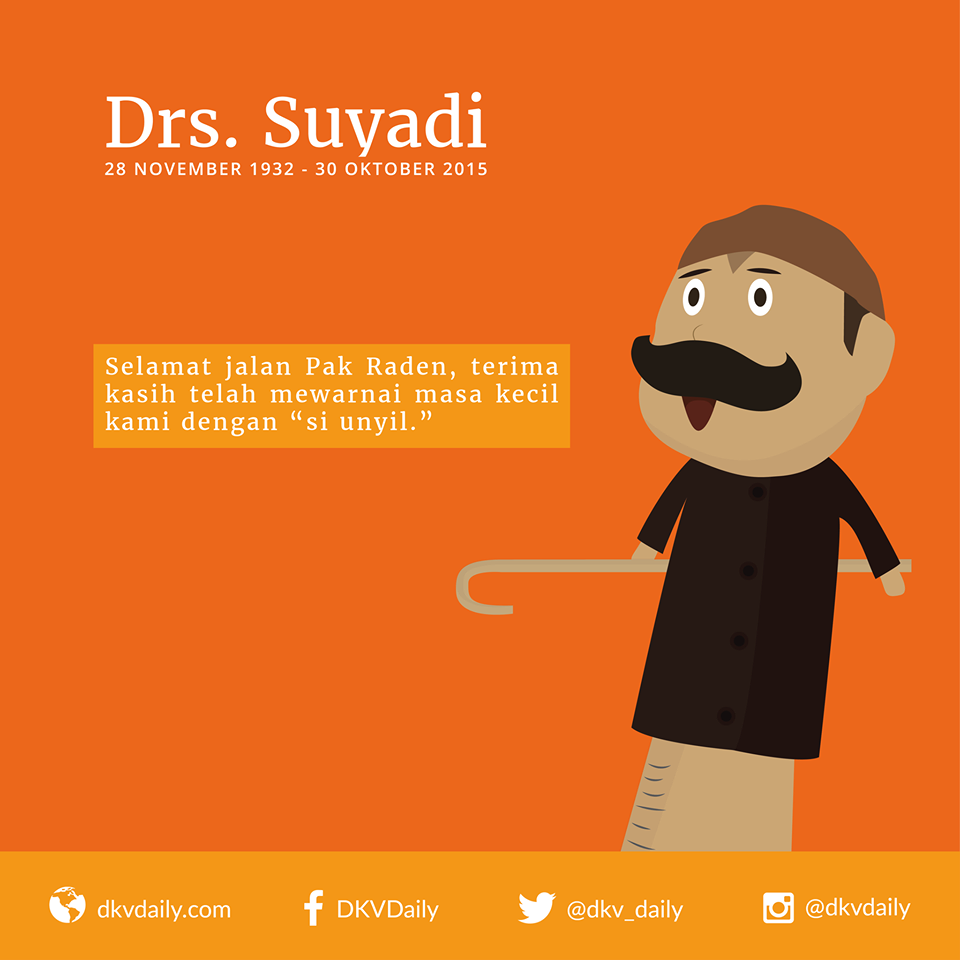 Drs. Suyadi
28 NOVEMBER 1932 - 30 OKTOBER 2015
Selamat jalan Pak Raden, terima
kasih telah mewarnai masa kecil
kami dengan “si unyil.”
dkvdaily.com
DKVDaily
@dkv_daily
@dkvdaily